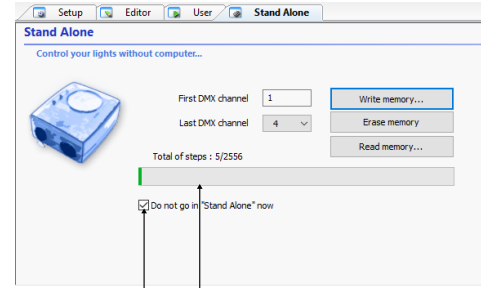 Setup Editor User Stand Alone
Stand Alone
Control your lights without computer...
First DMX channel 1 Write memory...
Last DMX channel 4 Erase memory
Read memory...
Total of steps : 5/2556
Do not go in "Stand Alone" now